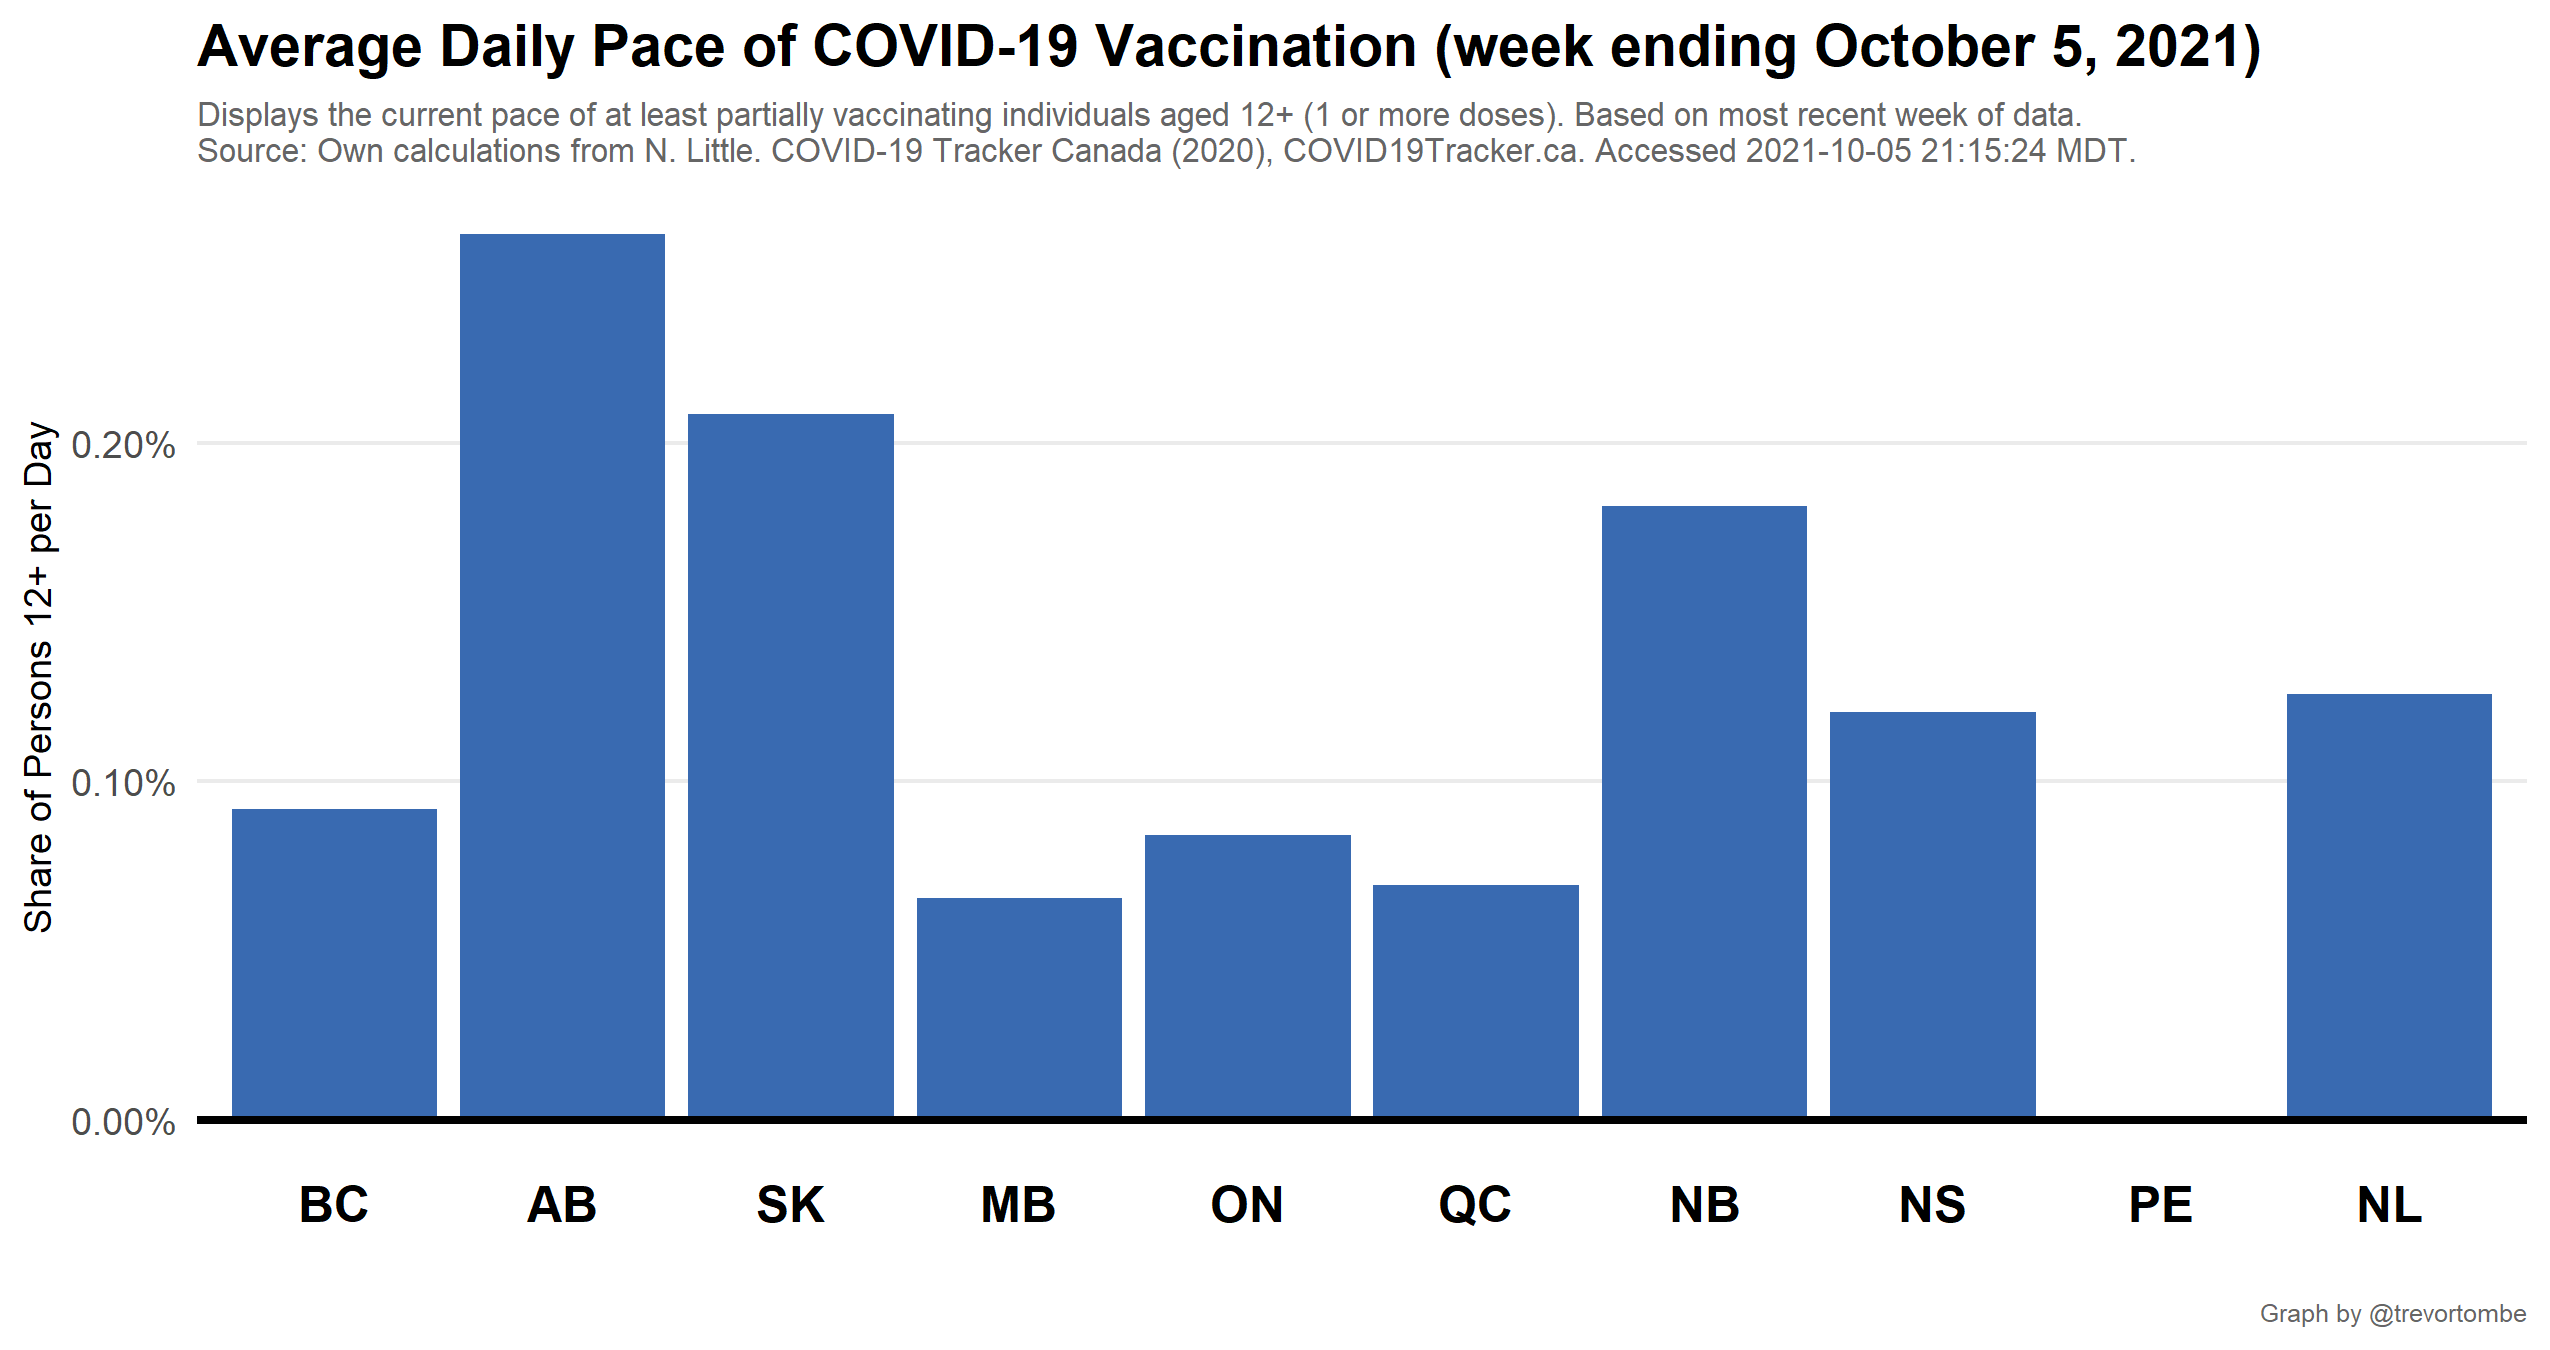 Average Daily Pace of COVID-19 Vaccination (week ending October 5, 2021)
Displays the current pace of at least partially vaccinating individuals aged 12+ (1 or more doses). Based on most recent week of data.
Source: Own calculations from N. Little. COVID-19 Tracker Canada (2020), COVID19Tracker.ca. Accessed 2021-10-05 21:15:24 MDT.
Share of Persons 12+ per Day
0.20%
0.10%
0.00%
BC AB SK MB ON QC NB NS PE NL
Graph by @trevortombe